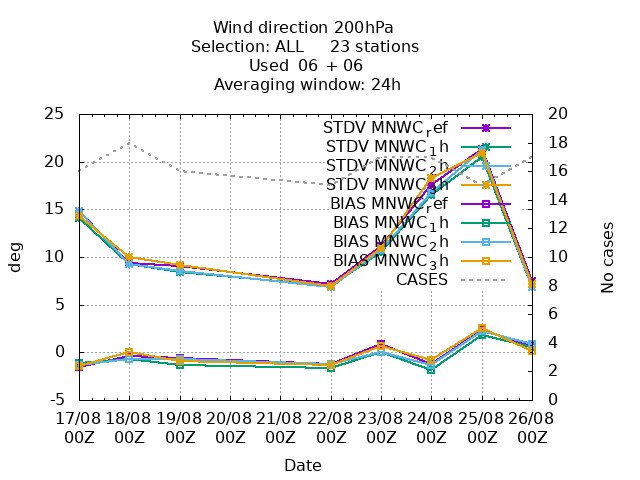 Wind direction 200hPa
Selection: ALL 23 stations
Used 06 + 06
Averaging window: 24h
25 20 15 10 5 0 -5
deg
STDV MNWC_ref
STDV MNWC_1h
STDV MNWC_2h
STDV MNWC_3h
BIAS MNWC_ref
BIAS MNWC_1h
BIAS MNWC_2h
BIAS MNWC_3h
CASES
20 18 16 14 12 10 8 6 4 2 0
No cases
17/08 18/08 19/08 20/08 21/08 22/08 23/08 24/08 25/08 26/08
00Z 00Z 00Z 00Z 00Z 00Z 00Z 00Z 00Z 00Z
Date